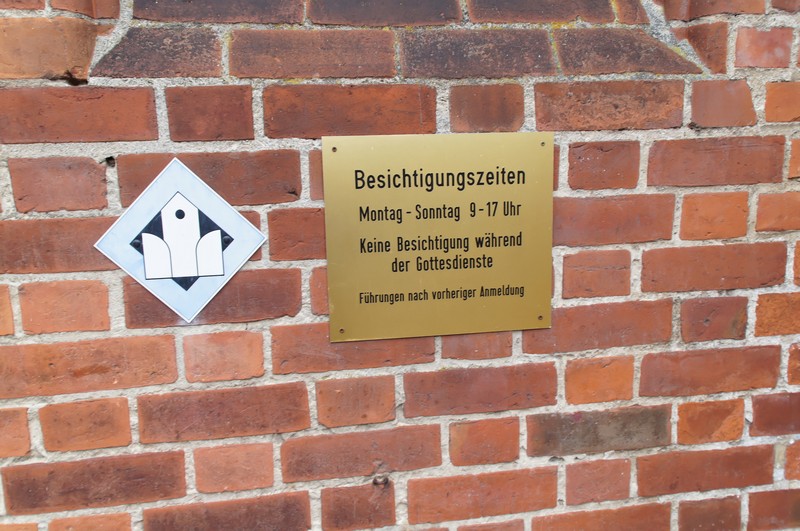 Besichtigungszeiten
Montag - Sonntag 9 - 17 Uhr
Keine Besichtigung während
der Gottesdienste
Führungen nach vorheriger Anmeldung